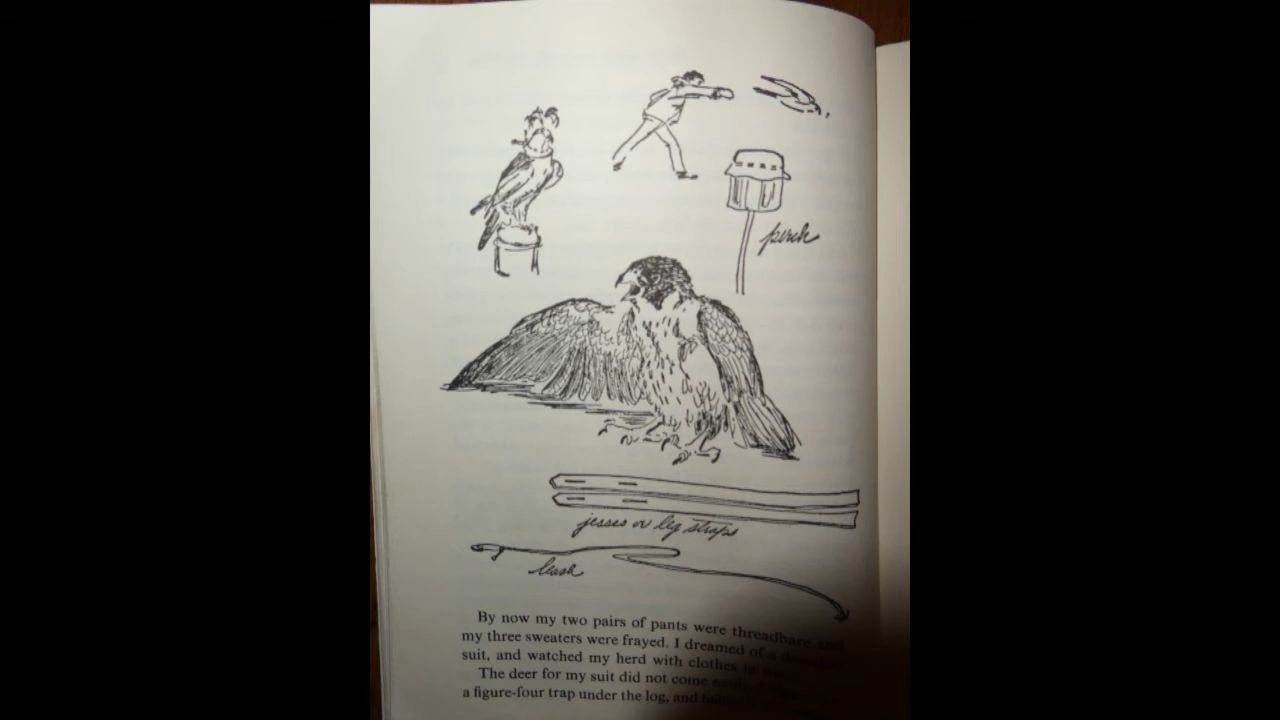 perch
jesses or leg straps
leash
By now my two pairs of pants were threadbare and
my three sweaters were frayed. I dreamed of a
suit, and watched my herd with clothes in
The deer for my suit did not come
a figure-four trap under the log, and